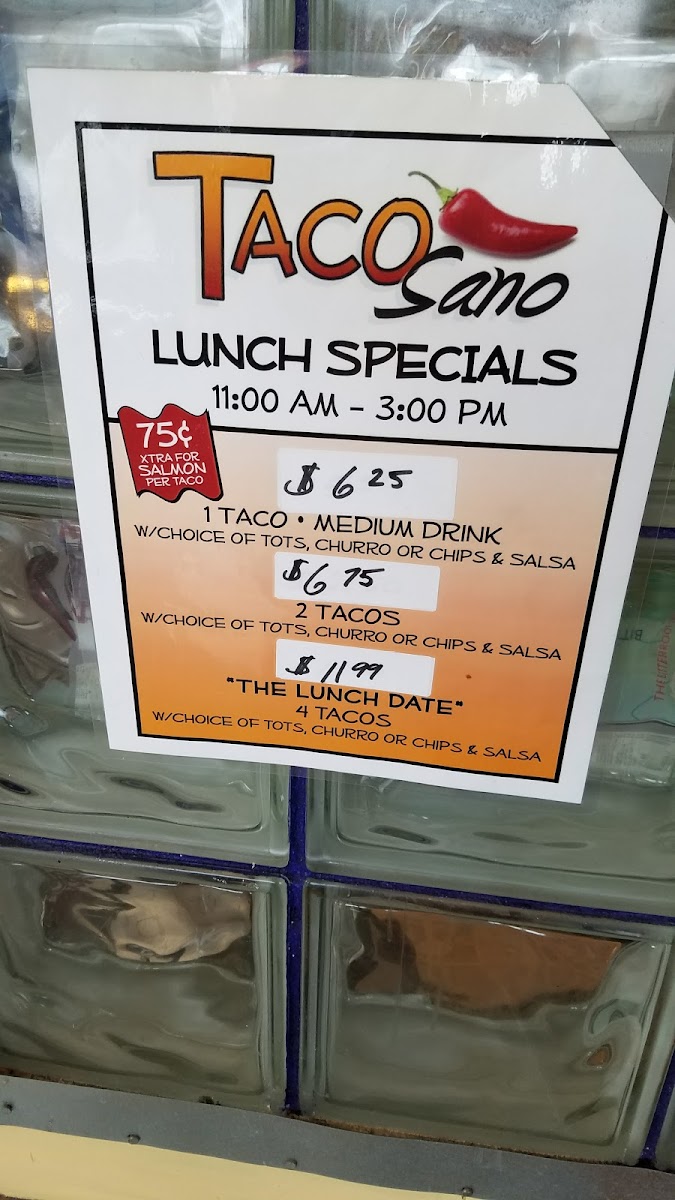 TACO
Sano
LUNCH SPECIALS
11:00 AM - 3:00 PM
75¢
XTRA FOR
SALMON
PER TACO
$ 6 25
1 TACO • MEDIUM DRINK
W/CHOICE OF TOTS, CHURRO OR CHIPS & SALSA
$6 75
2 TACOS
W/CHOICE OF TOTS, CHURRO OR CHIPS & SALSA
$ 11 99
"THE LUNCH DATE"
4 TACOS
W/CHOICE OF TOTS, CHURRO OR CHIPS & SALSA